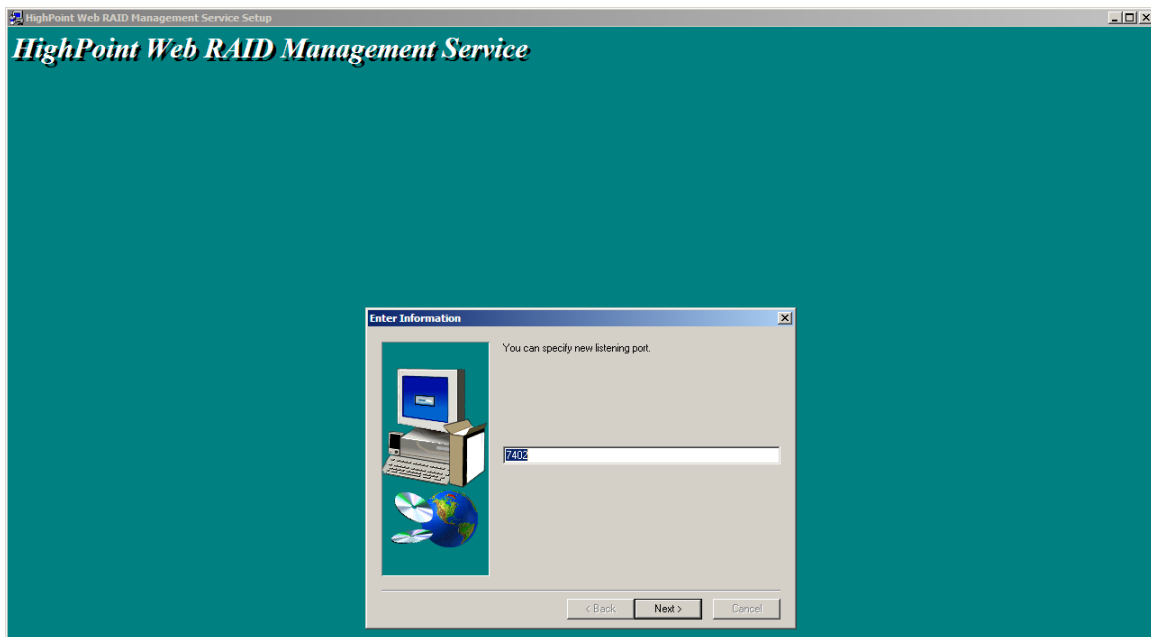 HighPoint Web RAID Management Service Setup
HighPoint Web RAID Management Service
Enter Information
You can specify new listening port.
7402
< Back Next > Cancel